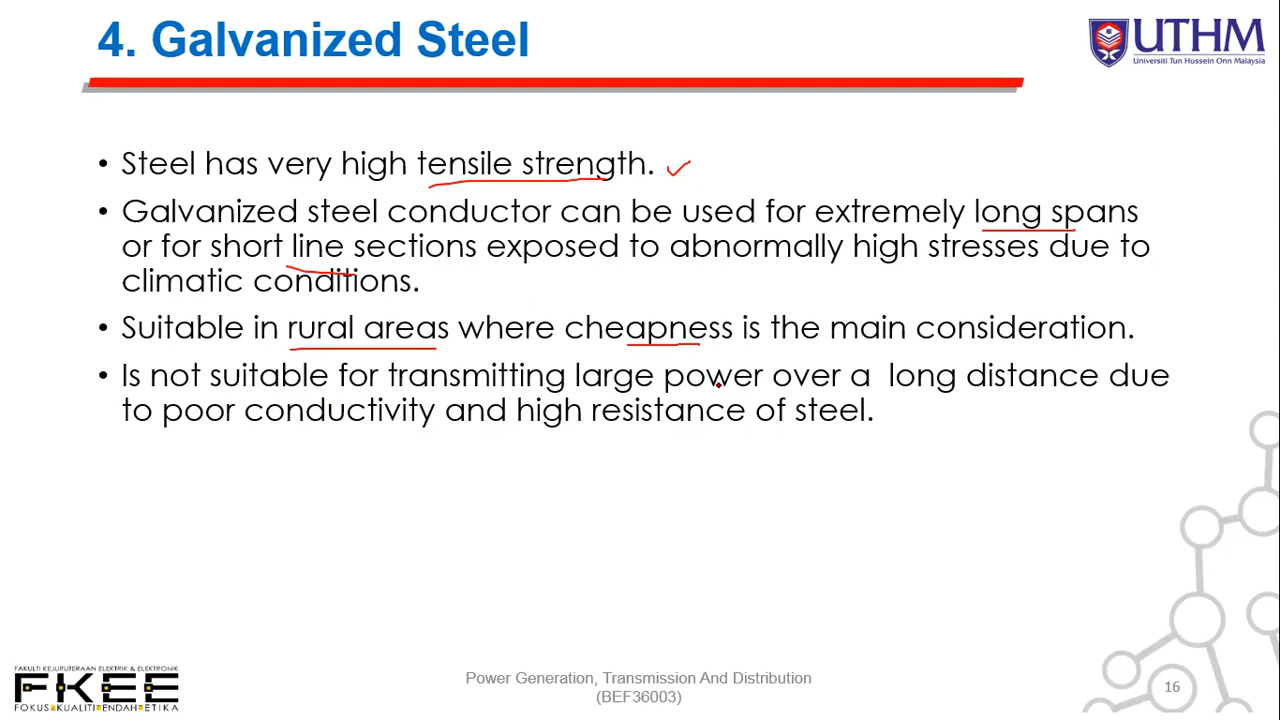 4. Galvanized Steel
UTHM
Universiti Tun Hussein Onn Malaysia
• Steel has very high tensile strength.
• Galvanized steel conductor can be used for extremely long spans
or for short line sections exposed to abnormally high stresses due to
climatic conditions.
• Suitable in rural areas where cheapness is the main consideration.
• Is not suitable for transmitting large power over a long distance due
to poor conductivity and high resistance of steel.
FAKULTI KEJURUTERAAN ELEKTRIK & ELEKTRONIK
FKEE
FOKUS KUALITI ENDAH ETIKA
Power Generation, Transmission And Distribution
(BEF36003)
16